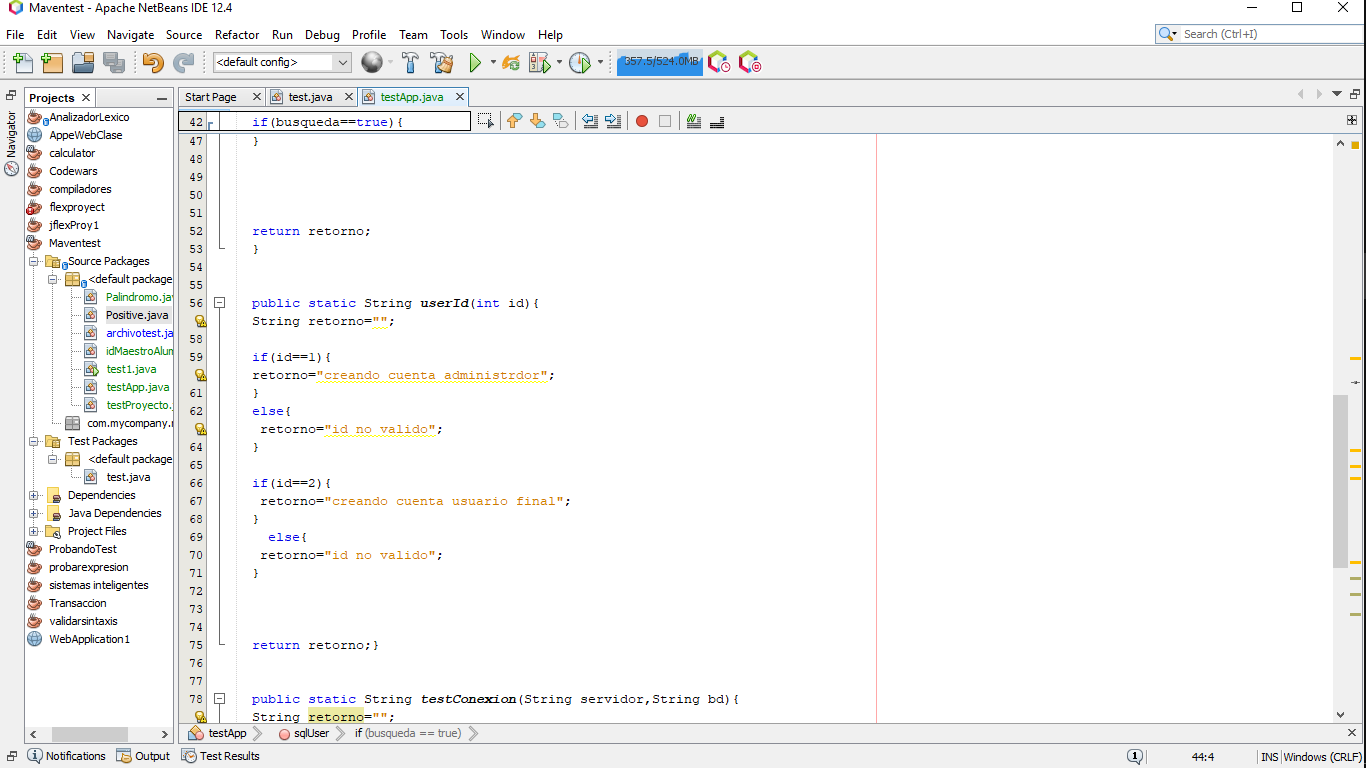 Maventest - Apache NetBeans IDE 12.4
File Edit View Navigate Source Refactor Run Debug Profile Team Tools Window Help
Search (Ctrl+I)
<default config>
357.5/524.0MB
Projects
Start Page test.java testApp.java
Navigator
AnalizadorLexico
AppeWebClase
calculator
Codewars
compiladores
flexproyect
jflexProy1
Maventest
Source Packages
<default package
Palindromo.jav
Positive.java
archivotest.ja
idMaestroAlum
test1.java
testApp.java
testProyecto.j
com.mycompany.r
Test Packages
<default package
test.java
Dependencies
Java Dependencies
Project Files
ProbandoTest
probarexpresion
sistemas inteligentes
Transaccion
validarsintaxis
WebApplication1
42 if(busqueda==true){
47 }
48
49
50
51
52 return retorno;
53 }
54
55
56 public static String userId(int id){
String retorno="";
58
59 if(id==1){
retorno="creando cuenta administrdor";
61 }
62 else{
retorno="id no valido";
64 }
65
66 if(id==2){
67 retorno="creando cuenta usuario final";
68 }
69 else{
70 retorno="id no valido";
71 }
72
73
74
75 return retorno;}
76
77
78 public static String testConexion(String servidor,String bd){
String retorno="";
testApp sqlUser if (busqueda == true)
Notifications Output Test Results
1 44:4 INS Windows (CRLF)